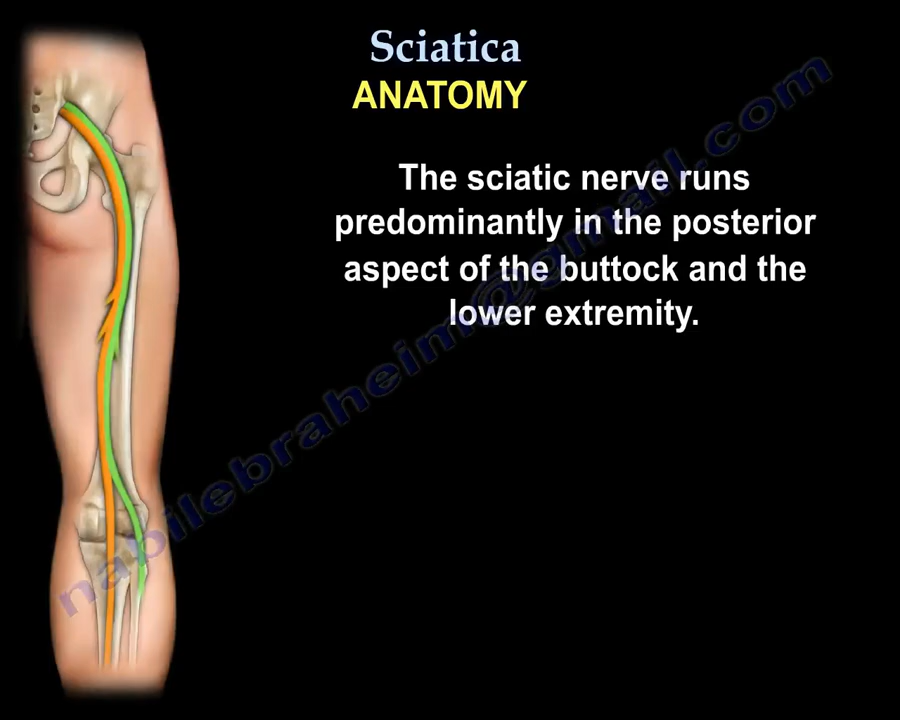 Sciatica
ANATOMY
The sciatic nerve runs
predominantly in the posterior
aspect of the buttock and the
lower extremity.
nabilebraheim@gmail.com